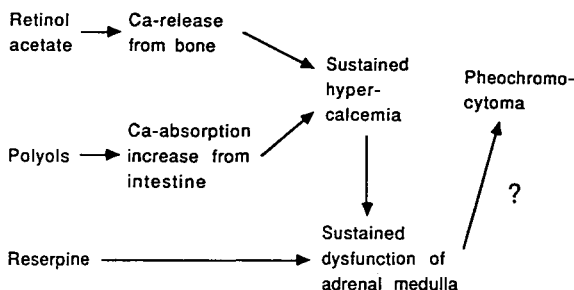 Retinol
acetate
Ca-release
from bone
Sustained
hyper-
calcemia
Pheochromo-
cytoma
Polyols
Ca-absorption
increase from
intestine
?
Reserpine
Sustained
dysfunction of
adrenal medulla